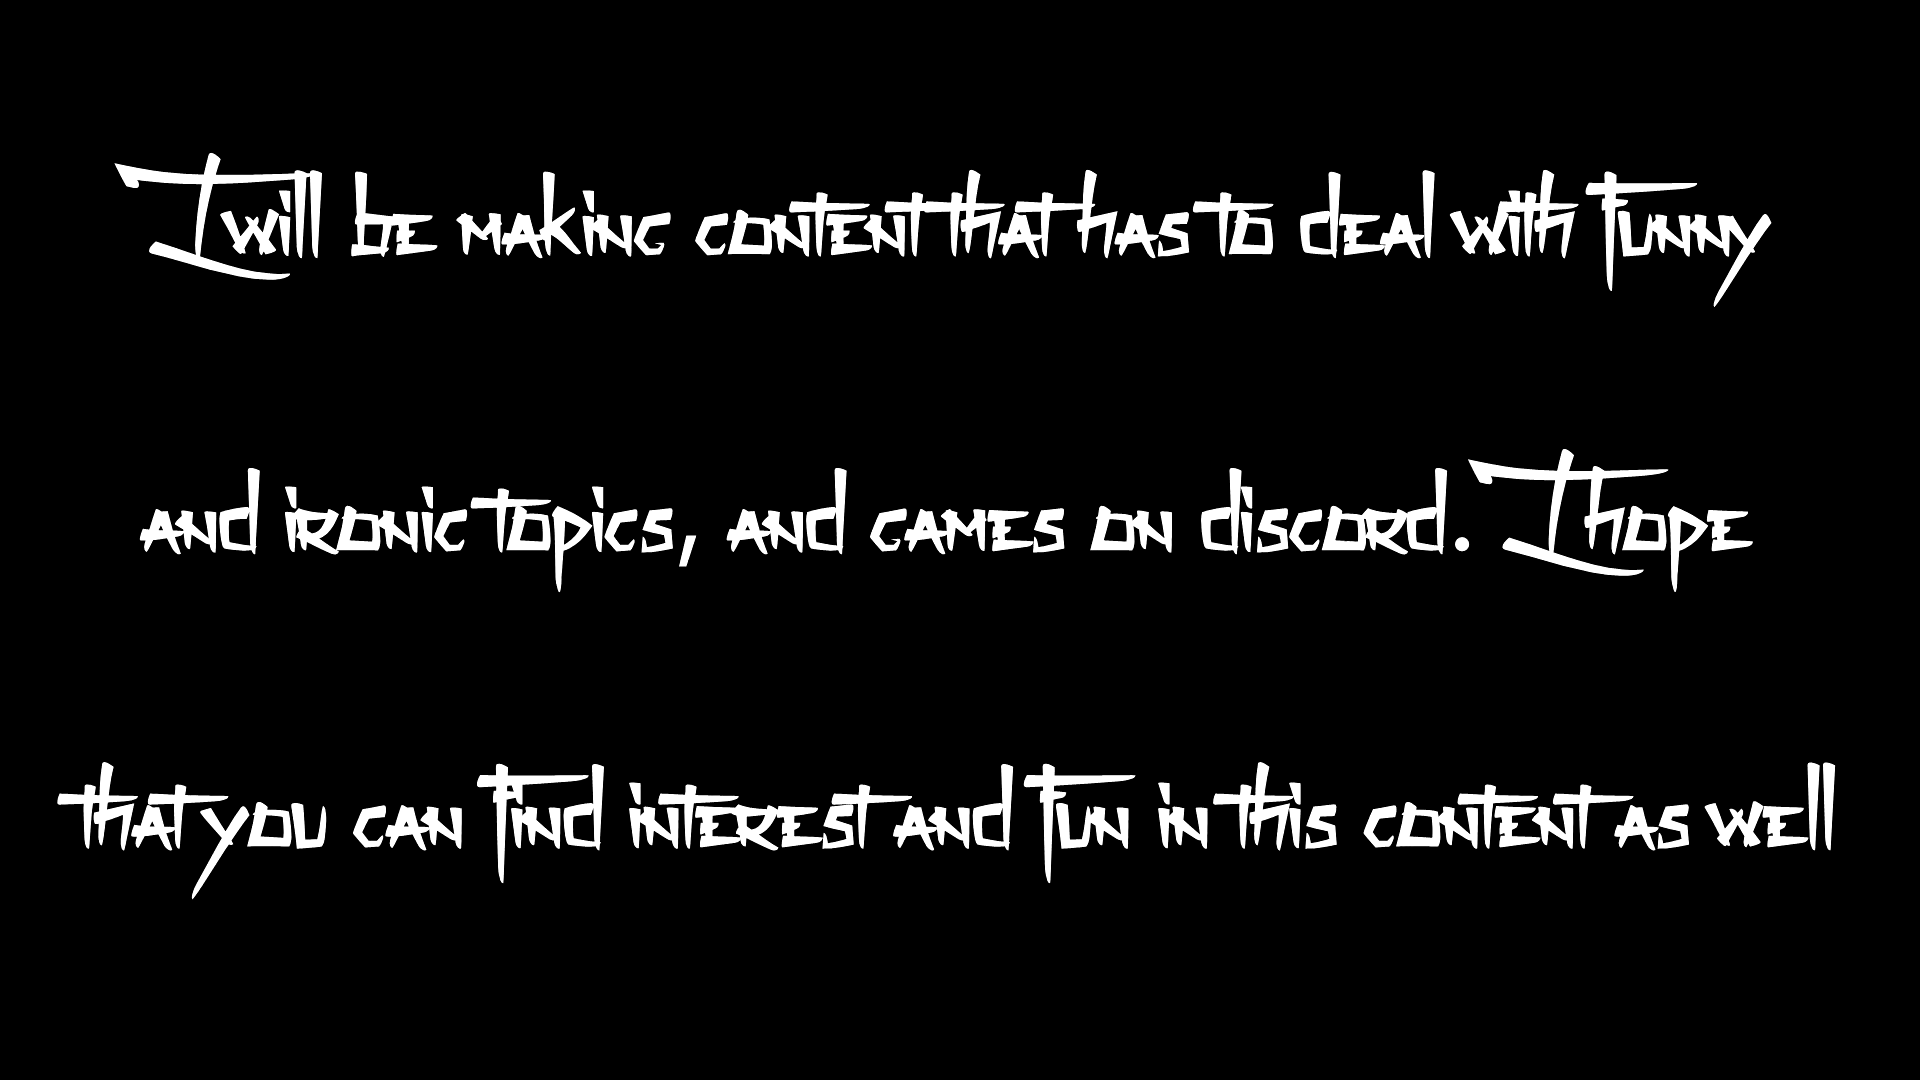 I will be making content that has to deal with funny
and ironic topics, and games on discord. I hope
that you can find interest and fun in this content as well